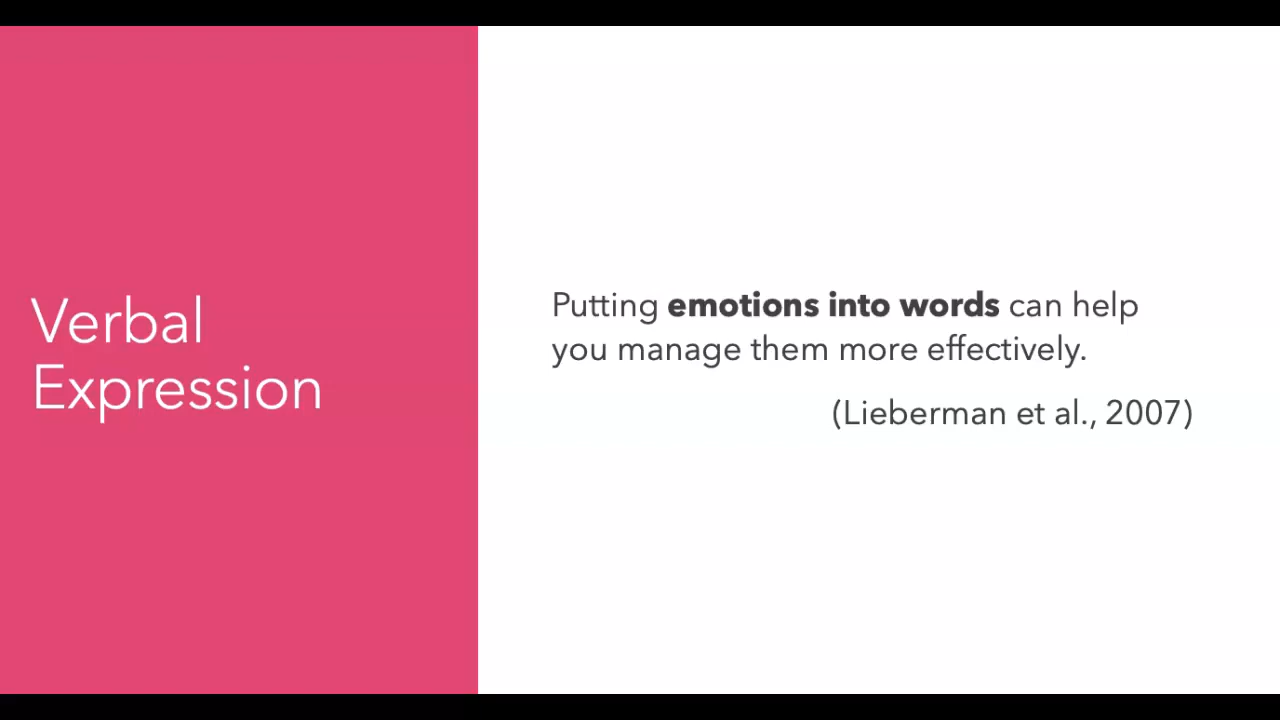 Verbal
Expression
Putting emotions into words can help
you manage them more effectively.
(Lieberman et al., 2007)